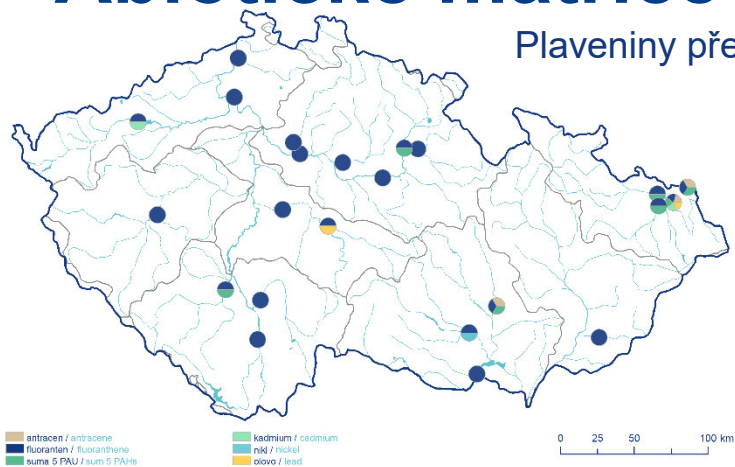 Plaveniny pře
antracen / antracene
fluoranten / fluoranthene
suma 5 PAU / sum 5 PAHs
kadmium / cadmium
nikl / nickel
olovo / lead
0 25 50 100 km